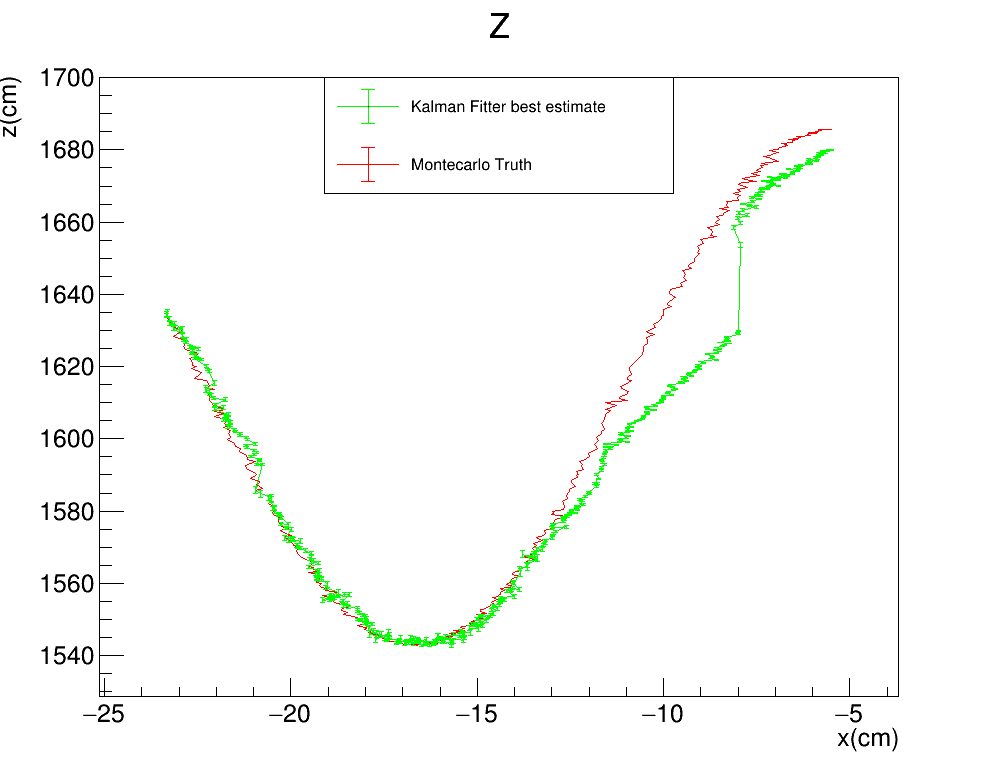 Z
z(cm)
1700
1680
1660
1640
1620
1600
1580
1560
1540
Kalman Fitter best estimate
Montecarlo Truth
−25 −20 −15 −10 −5
x(cm)